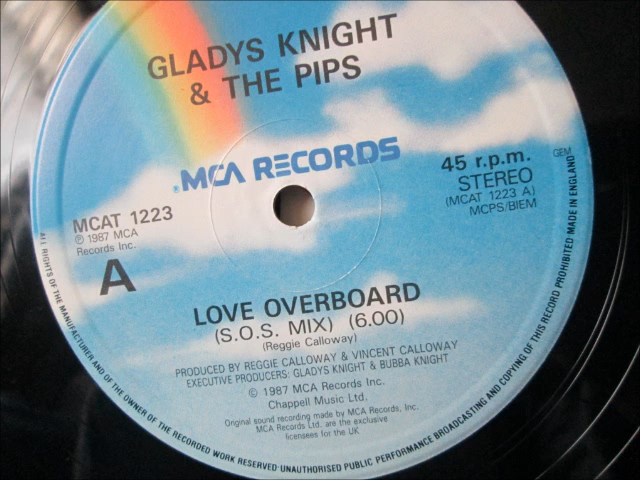 GLADYS KNIGHT
& THE PIPS
MCA RECORDS
45 r.p.m.
STEREO
(MCAT 1223 A)
MCPS/BIEM
GEM
MCAT 1223
℗ 1987 MCA
Records Inc.
A
LOVE OVERBOARD
(S.O.S. MIX) (6.00)
(Reggie Calloway)
PRODUCED BY REGGIE CALLOWAY & VINCENT CALLOWAY
EXECUTIVE PRODUCERS: GLADYS KNIGHT & BUBBA KNIGHT
© 1987 MCA Records Inc.
Chappell Music Ltd.
Original sound recording made by MCA Records, Inc.
MCA Records Ltd. are the exclusive
licensees for the UK
ALL RIGHTS OF THE MANUFACTURER AND OF THE OWNER OF THE RECORDED WORK RESERVED·UNAUTHORISED PUBLIC PERFORMANCE BROADCASTING AND COPYING OF THIS RECORD PROHIBITED·MADE IN ENGLAND·